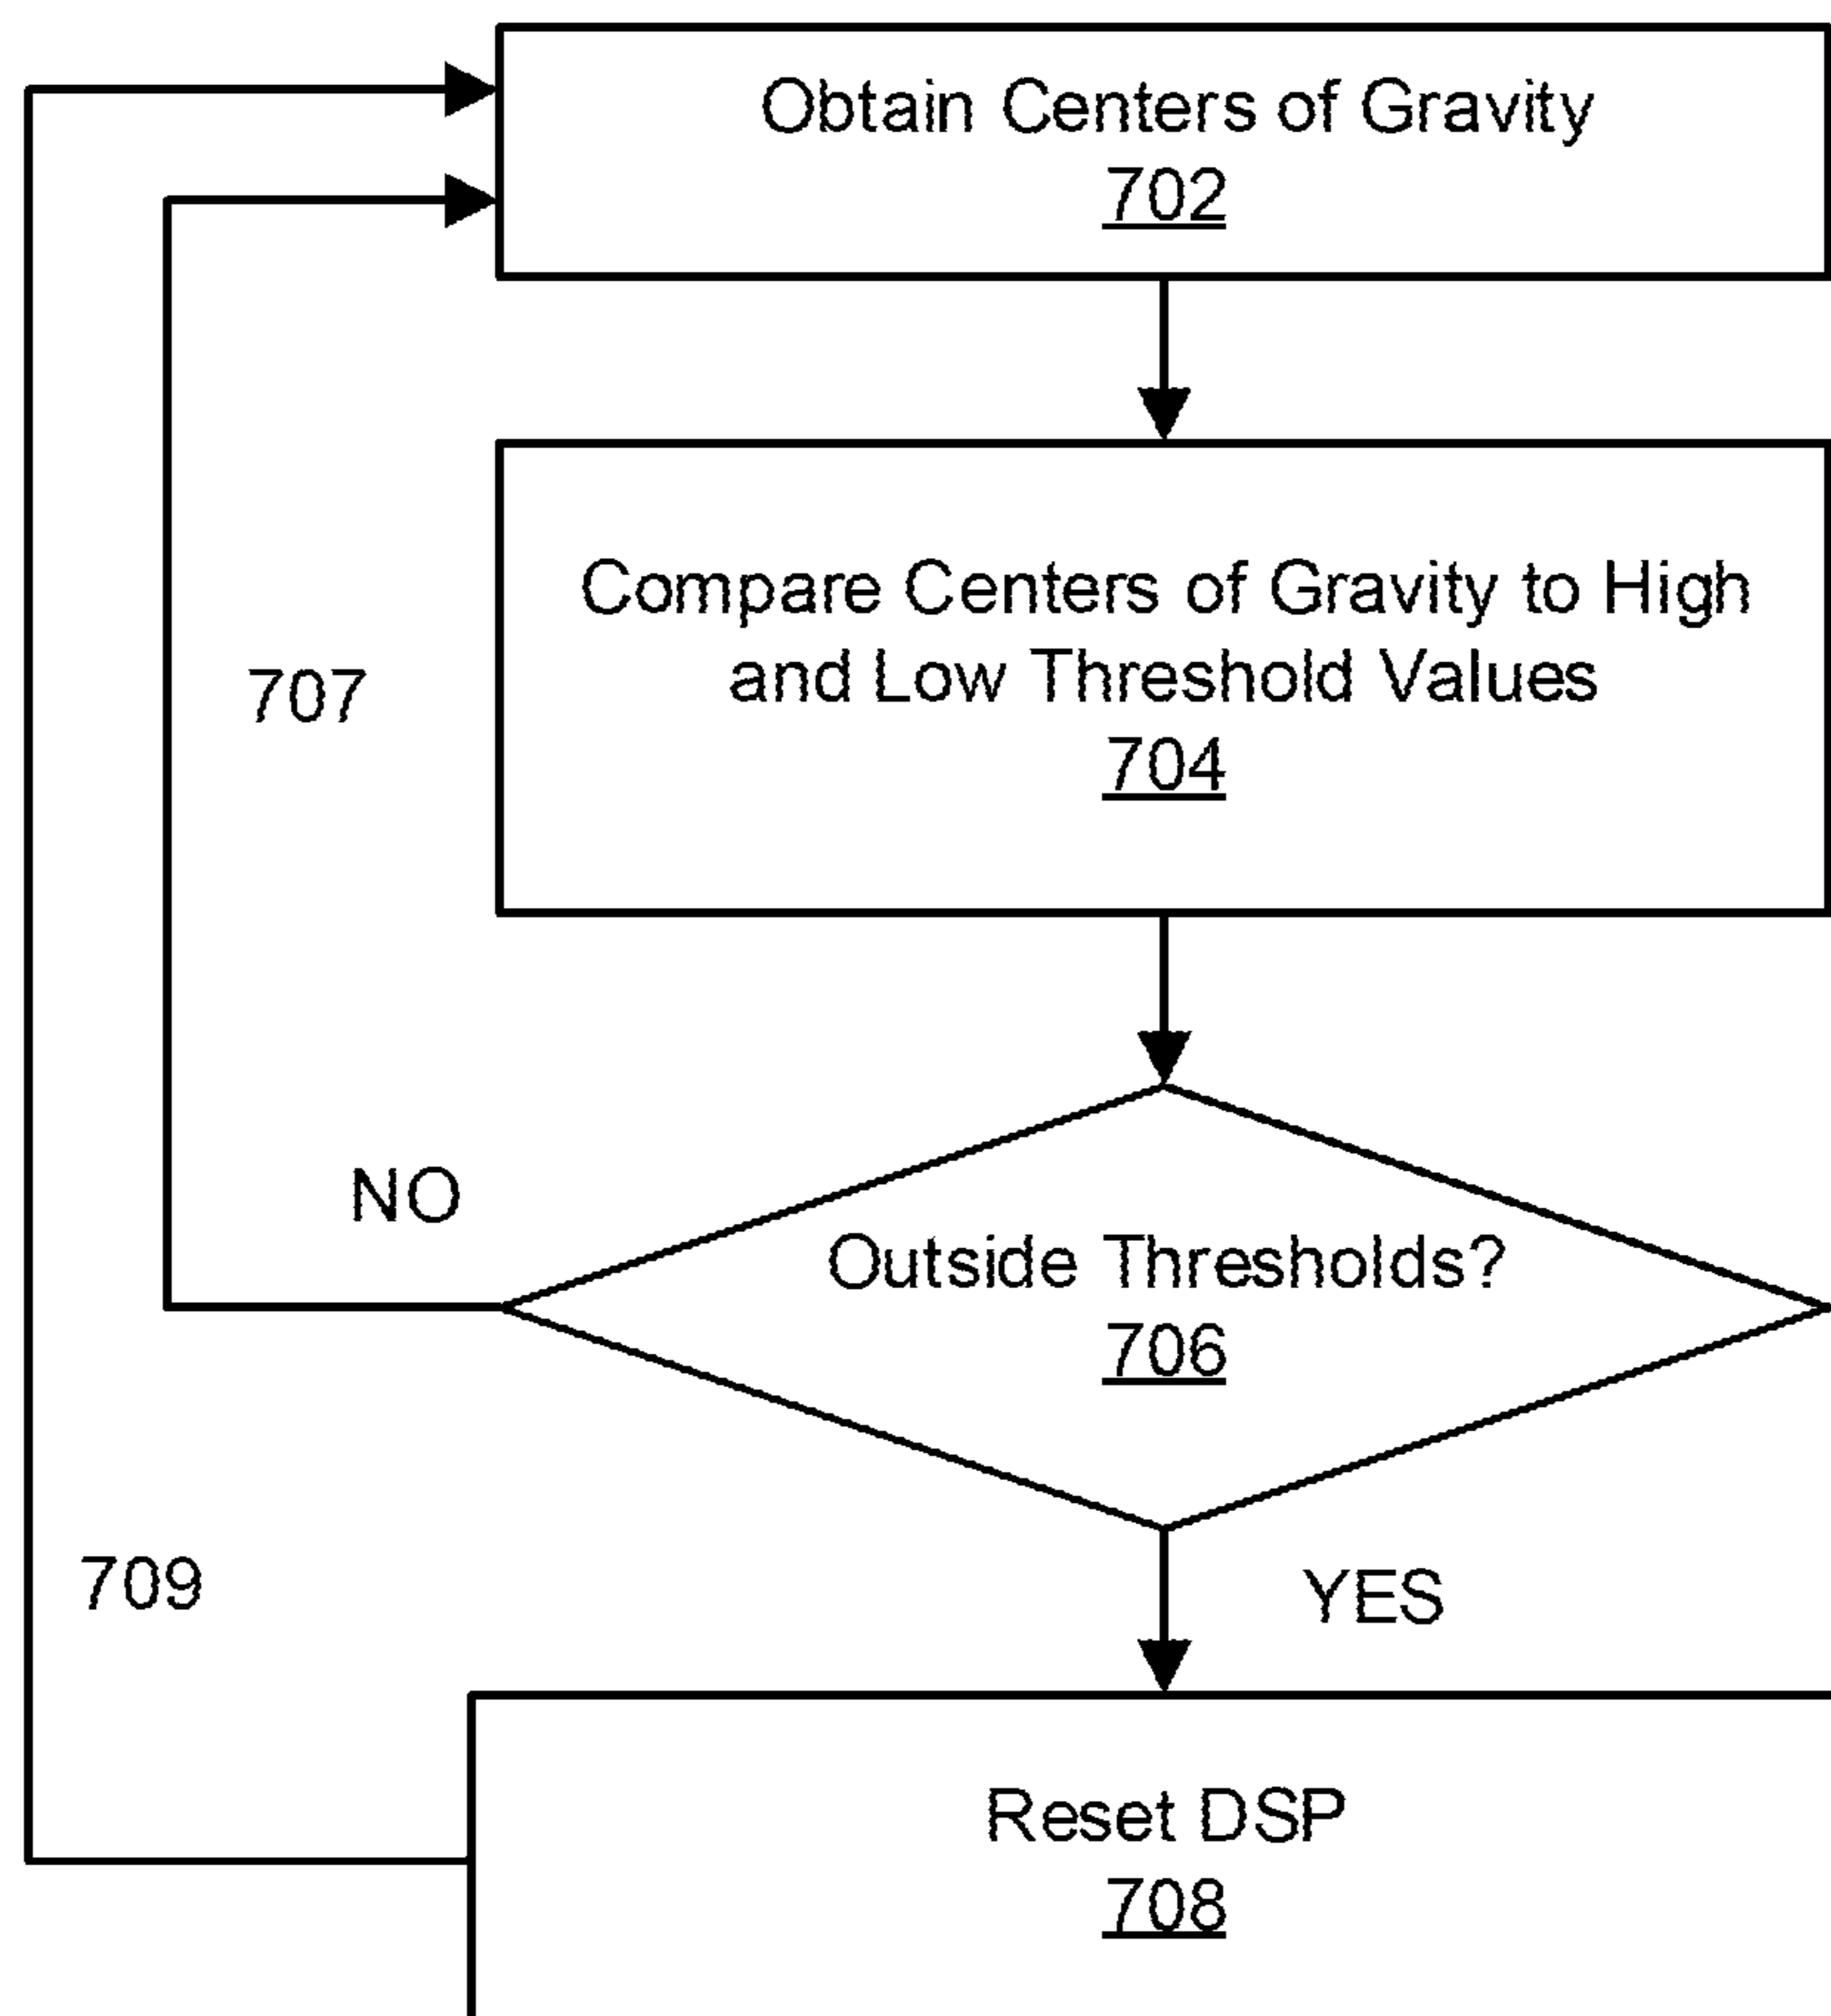 Obtain Centers of Gravity
702
Compare Centers of Gravity to High
and Low Threshold Values
704
707
NO
Outside Thresholds?
706
YES
709
Reset DSP
708